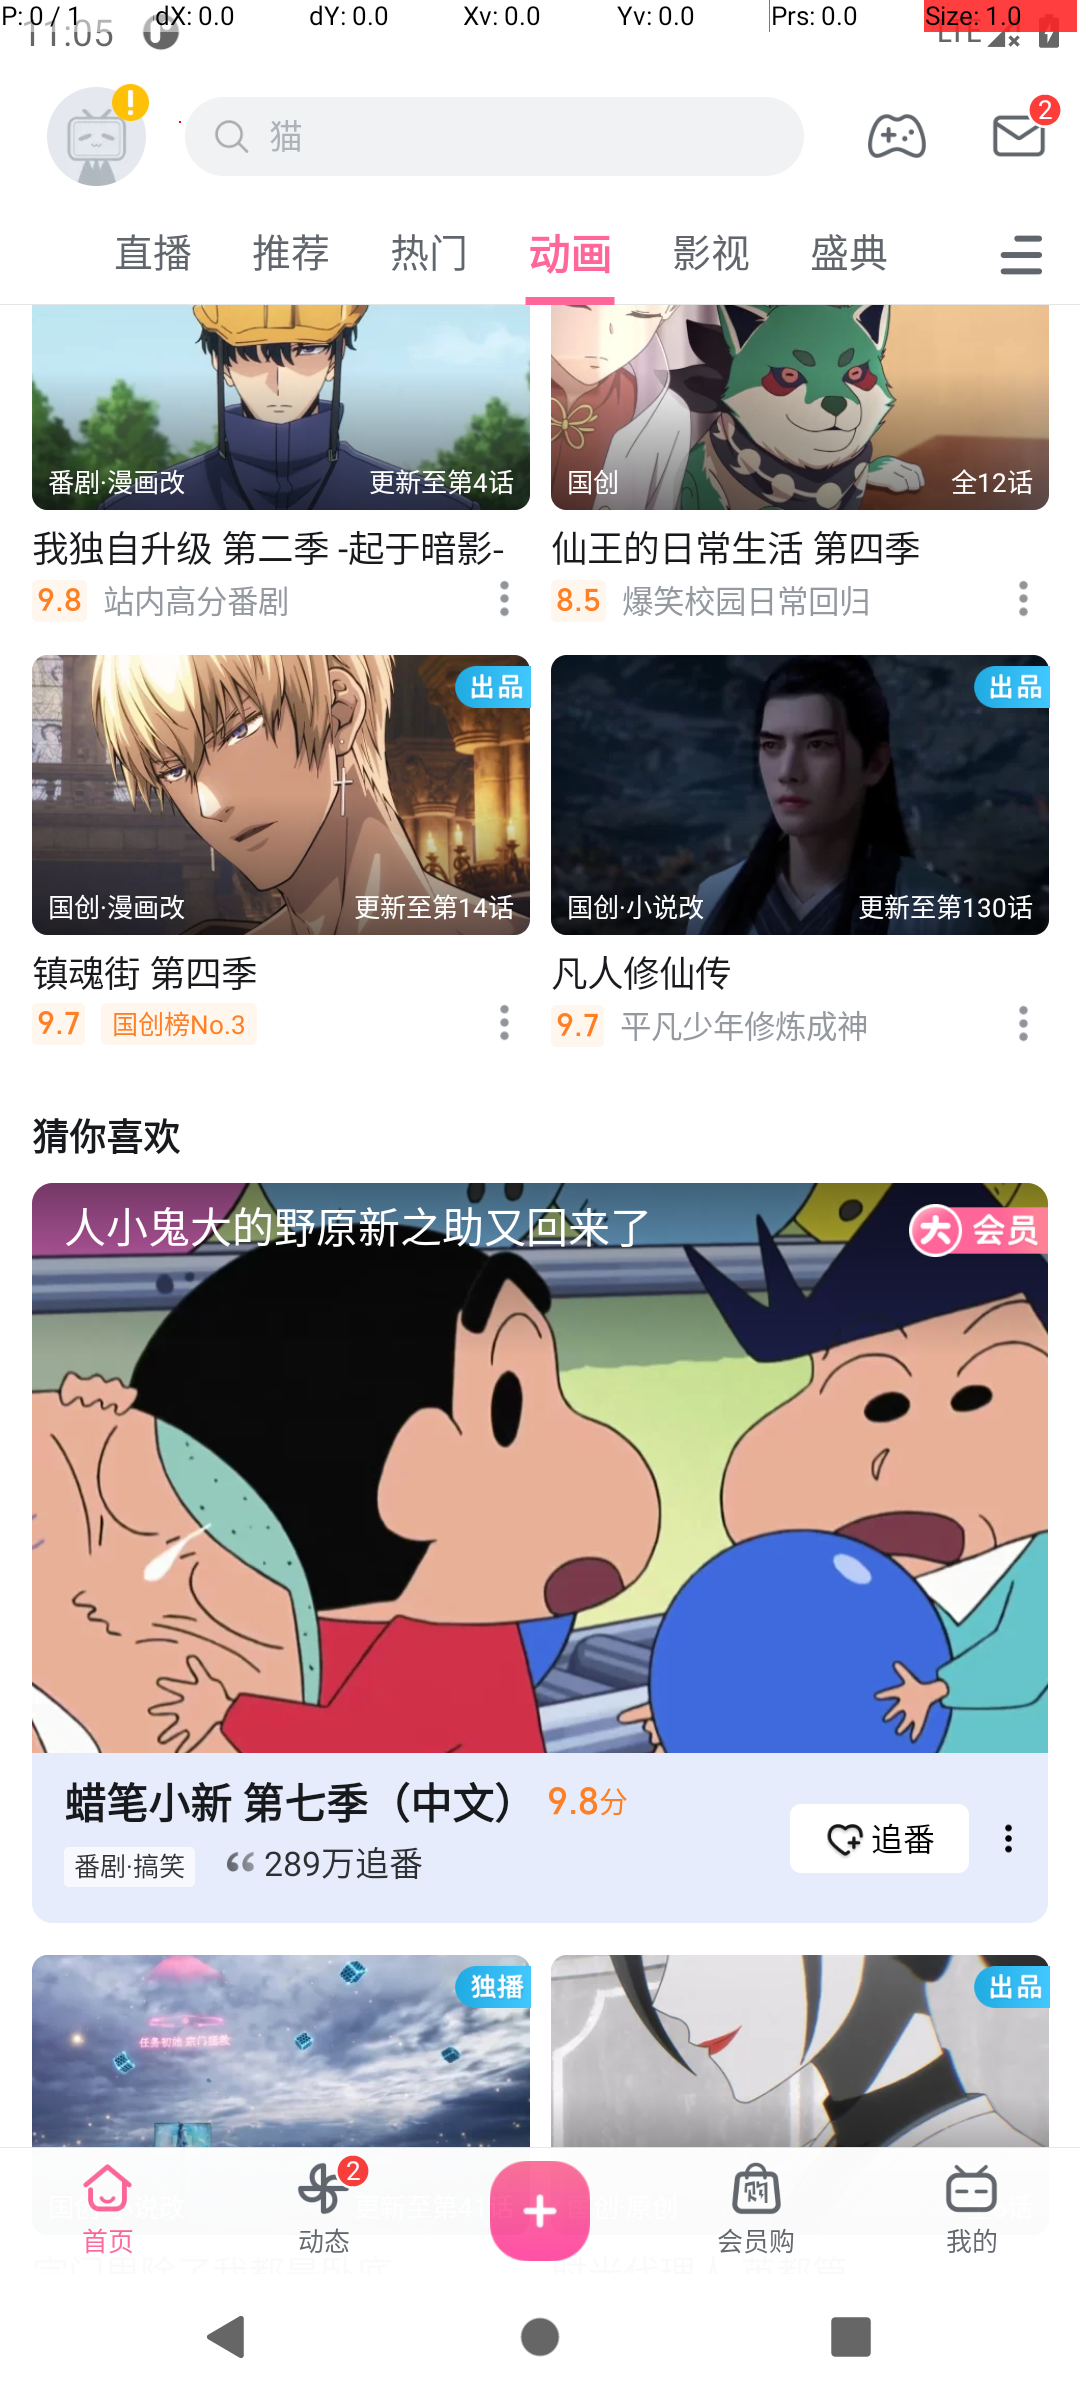 P: 0 / 1 dX: 0.0 dY: 0.0 Xv: 0.0 Yv: 0.0 Prs: 0.0 Size: 1.0
11:05 LTE
猫 2
直播 推荐 热门 动画 影视 盛典
番剧·漫画改 更新至第4话 国创 全12话
我独自升级 第二季 -起于暗影- 仙王的日常生活 第四季
9.8 站内高分番剧 8.5 爆笑校园日常回归
出品 出品
国创·漫画改 更新至第14话 国创·小说改 更新至第130话
镇魂街 第四季 凡人修仙传
9.7 国创榜No.3 9.7 平凡少年修炼成神
猜你喜欢
人小鬼大的野原新之助又回来了 大 会员
蜡笔小新 第七季（中文） 9.8分
番剧·搞笑 289万追番 追番
独播 出品
2
首页 动态 会员购 我的